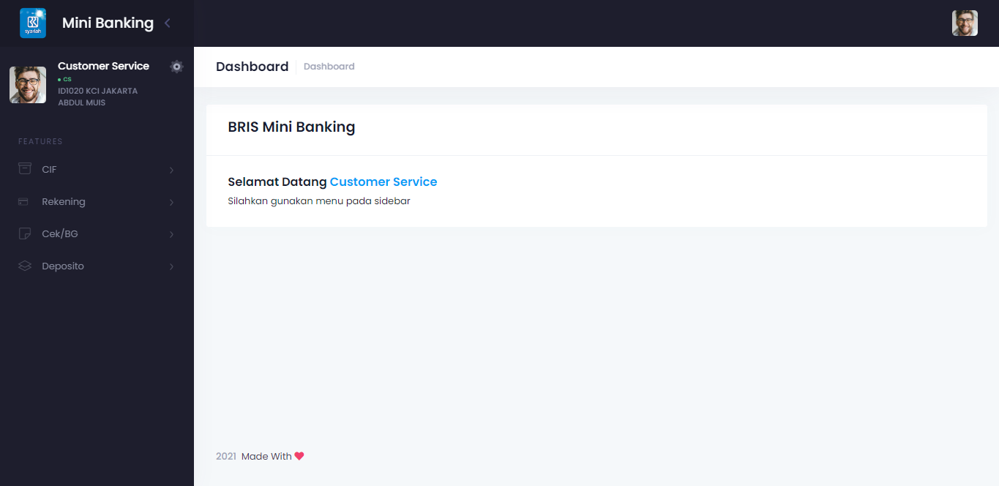 syariah
Mini Banking
Customer Service
CS
ID1020 KCI JAKARTA
ABDUL MUIS
FEATURES
CIF
Rekening
Cek/BG
Deposito
Dashboard
Dashboard
BRIS Mini Banking
Selamat Datang Customer Service
Silahkan gunakan menu pada sidebar
2021 Made With